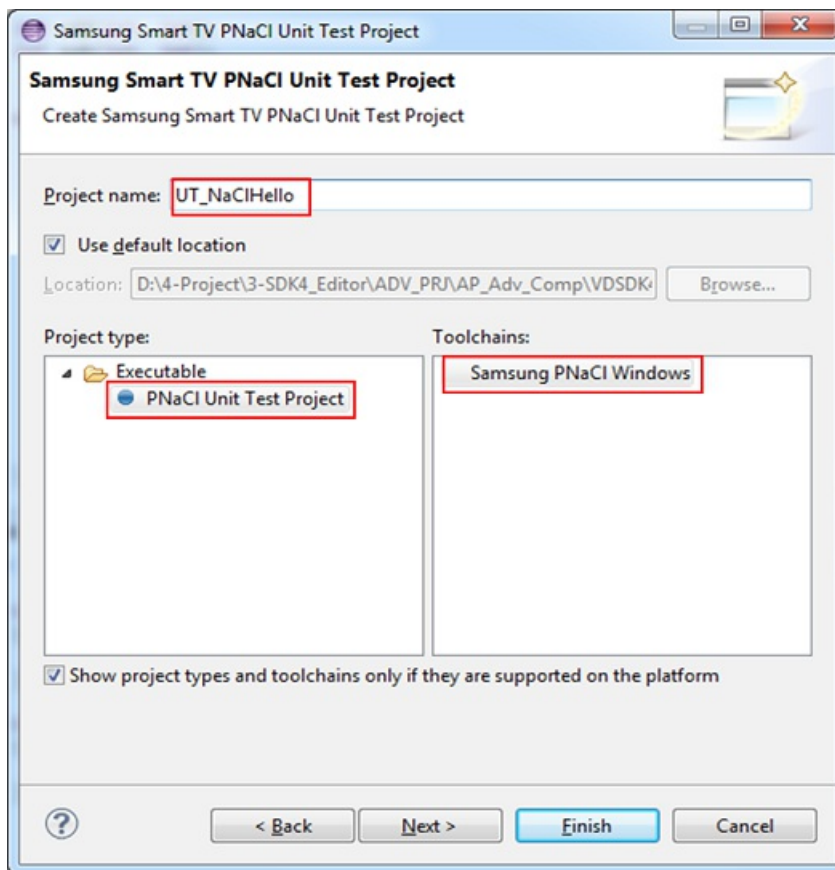 Samsung Smart TV PNaCl Unit Test Project
Samsung Smart TV PNaCl Unit Test Project
Create Samsung Smart TV PNaCl Unit Test Project
Project name: UT_NaClHello
Use default location
Location: D:\4-Project\3-SDK4_Editor\ADV_PRJ\AP_Adv_Comp\VDSDK4 Browse...
Project type: Toolchains:
Executable Samsung PNaCl Windows
PNaCl Unit Test Project
Show project types and toolchains only if they are supported on the platform
? < Back Next > Finish Cancel